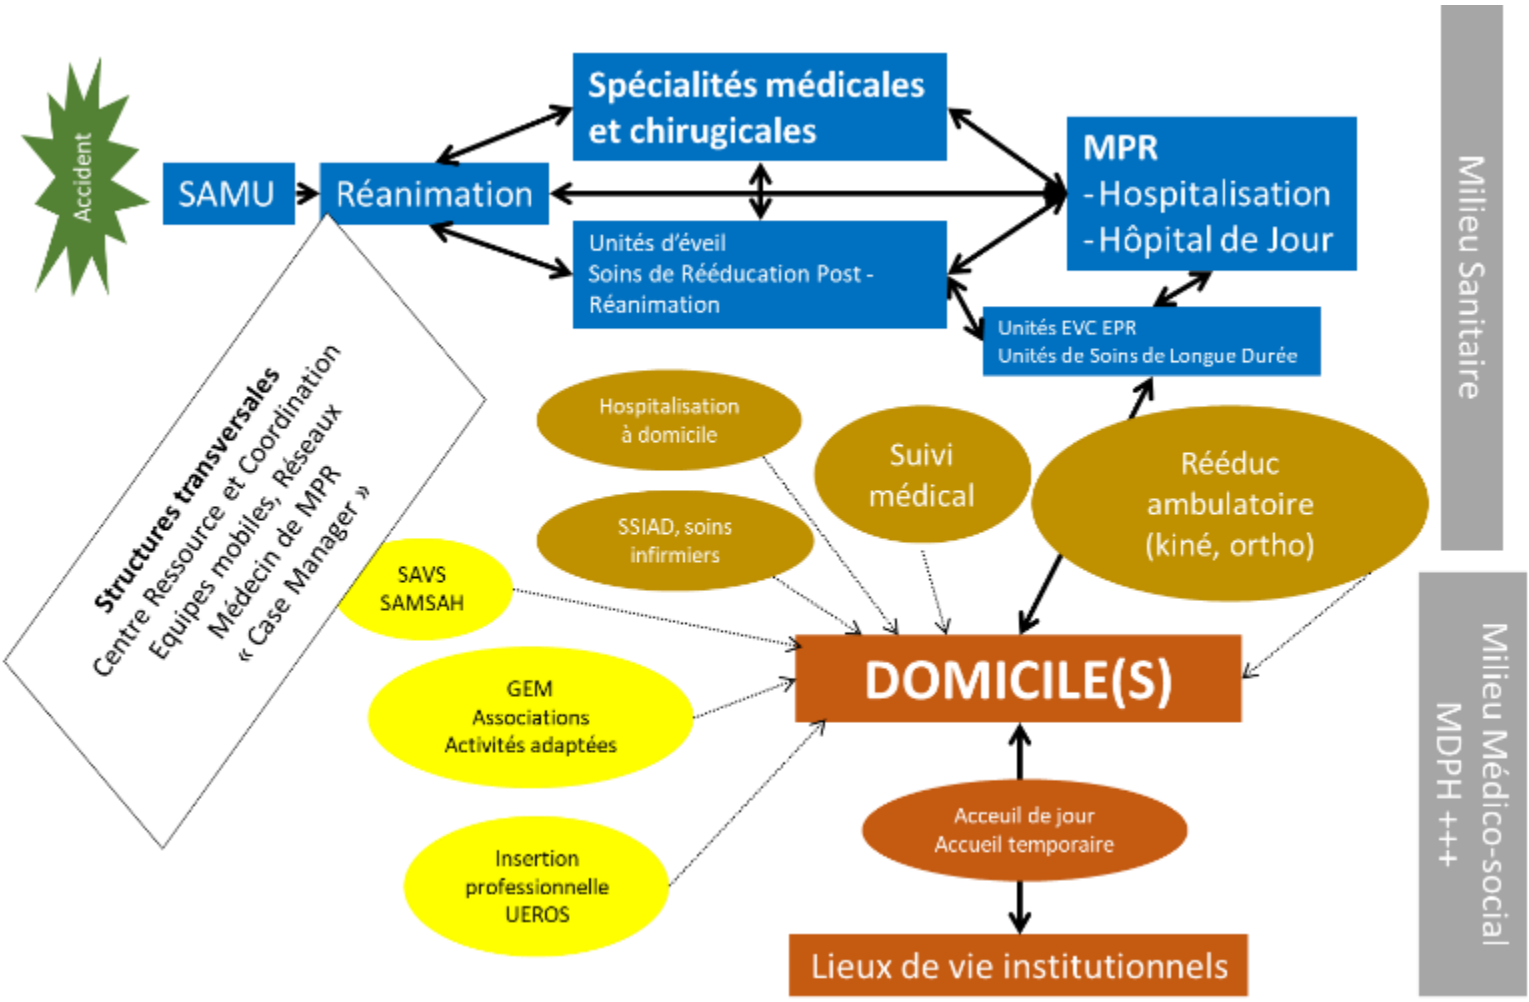 Accident
SAMU
Réanimation
Spécialités médicales
et chirugicales
Unités d'éveil
Soins de Rééducation Post -
Réanimation
MPR
- Hospitalisation
- Hôpital de Jour
Unités EVC EPR
Unités de Soins de Longue Durée
Milieu Sanitaire
Structures transversales
Centre Ressource et Coordination
Equipes mobiles, Réseaux
Médecin de MPR
« Case Manager »
Hospitalisation
à domicile
Suivi
médical
Rééduc
ambulatoire
(kiné, ortho)
SSIAD, soins
infirmiers
SAVS
SAMSAH
GEM
Associations
Activités adaptées
Insertion
professionnelle
UEROS
DOMICILE(S)
Acceuil de jour
Accueil temporaire
Lieux de vie institutionnels
Milieu Médico-social
MDPH +++